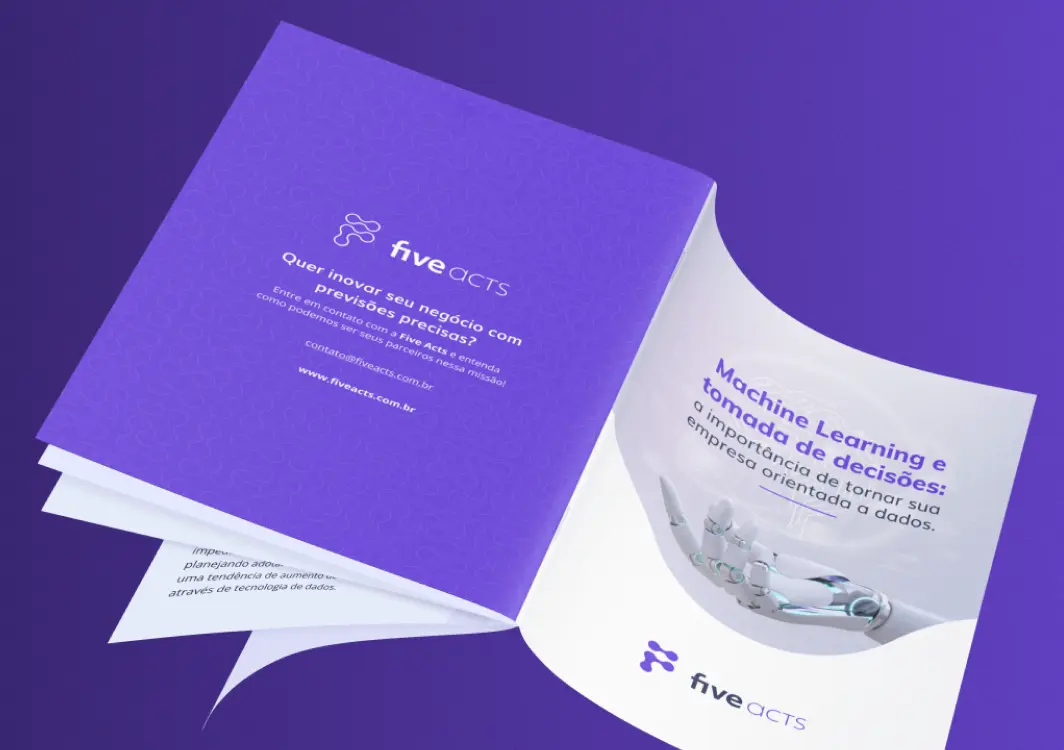 five acts
Quer inovar seu negócio com
previsões precisas?
Entre em contato com a Five Acts e entenda
como podemos ser seus parceiros nessa missão!
contato@fiveacts.com.br
www.fiveacts.com.br
planejando
uma tendência de aumento
através de tecnologia de dados.
Machine Learning e
tomada de decisões:
a importância de tornar sua
empresa orientada a dados.
five acts